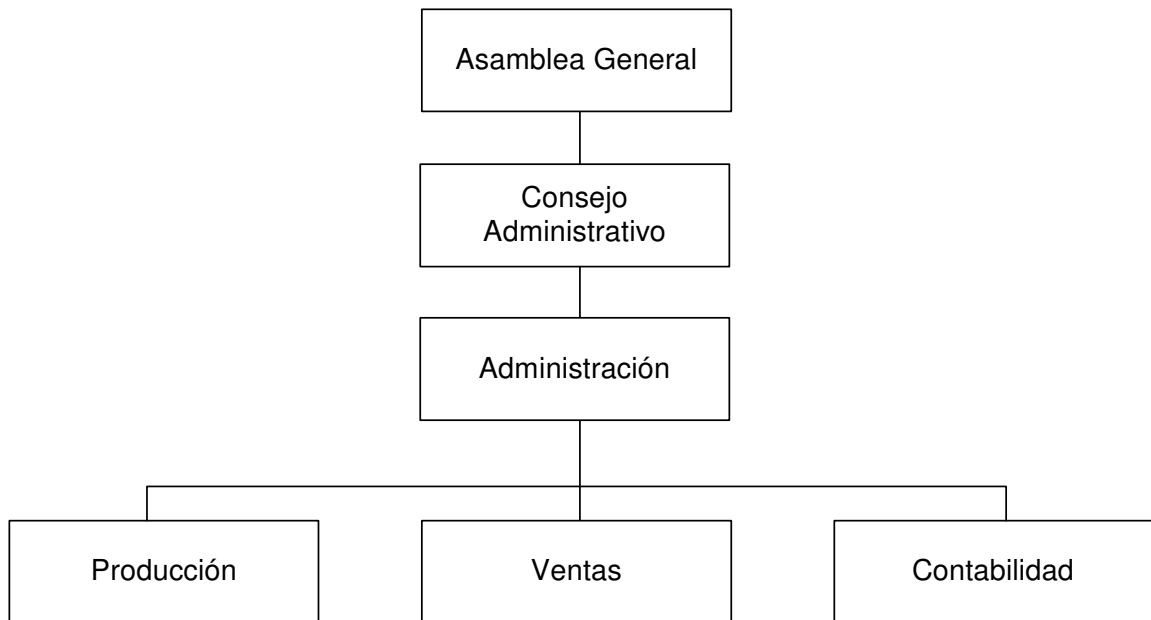 Asamblea General
Consejo
Administrativo
Administración
Producción
Ventas
Contabilidad